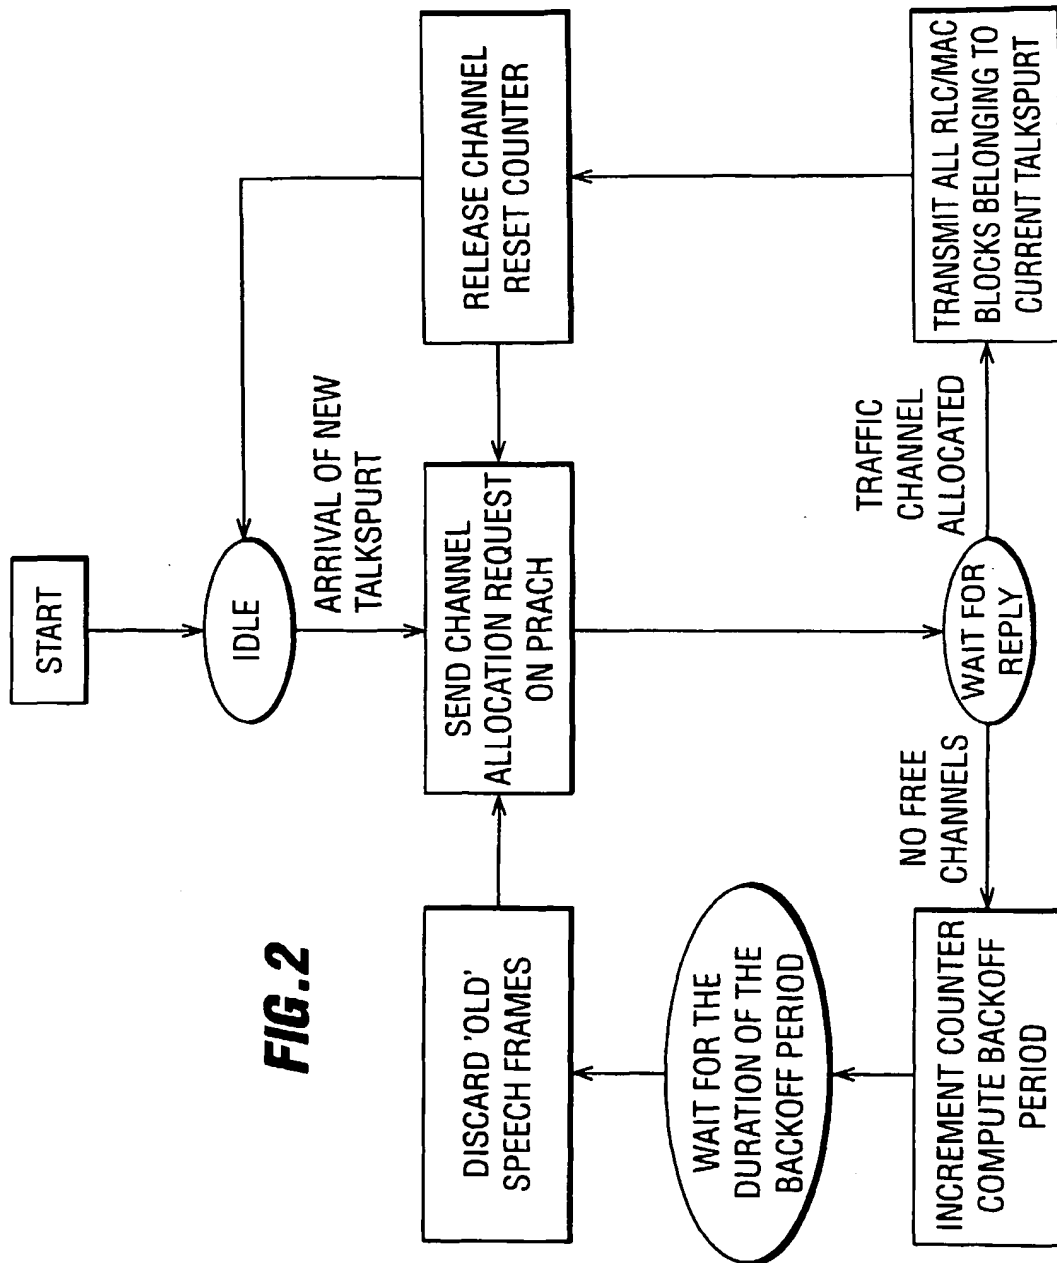 START
IDLE
ARRIVAL OF NEW
TALKSPURT
SEND CHANNEL
ALLOCATION REQUEST
ON PRACH
RELEASE CHANNEL
RESET COUNTER
DISCARD 'OLD'
SPEECH FRAMES
WAIT FOR THE
DURATION OF THE
BACKOFF PERIOD
INCREMENT COUNTER
COMPUTE BACKOFF
PERIOD
NO FREE
CHANNELS
WAIT FOR
REPLY
TRAFFIC
CHANNEL
ALLOCATED
TRANSMIT ALL RLC/MAC
BLOCKS BELONGING TO
CURRENT TALKSPURT
FIG.2